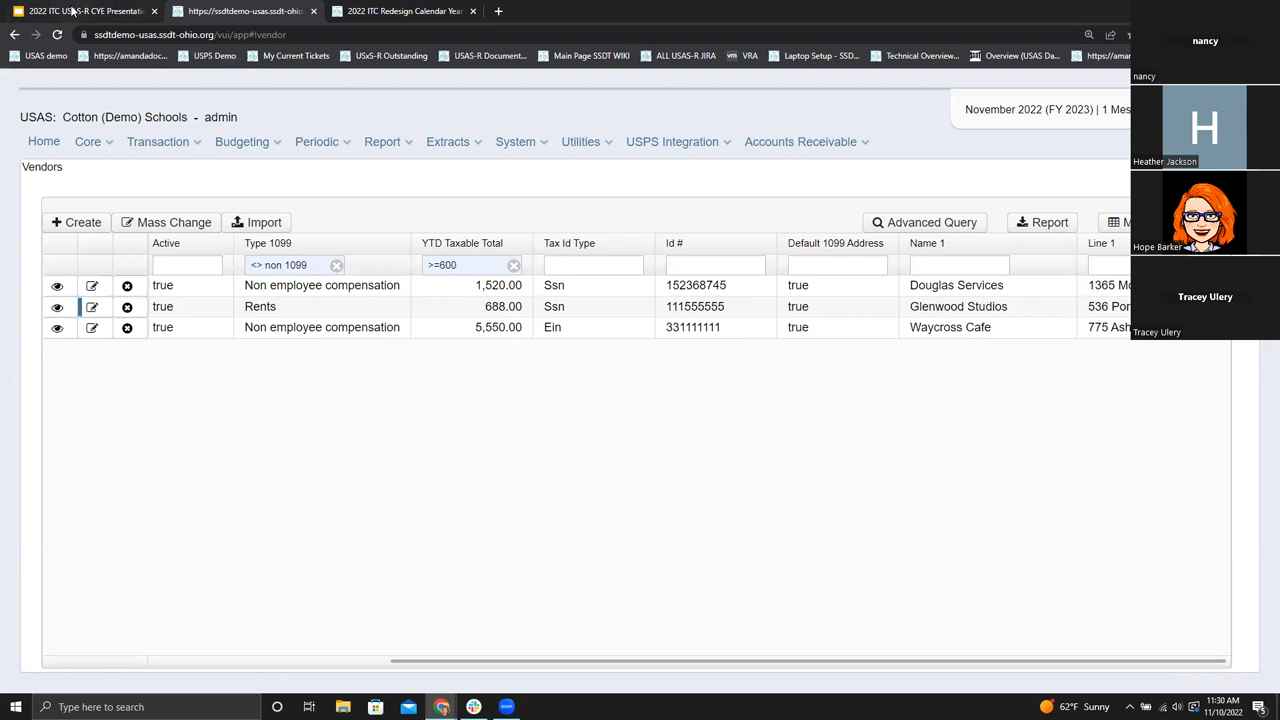 2022 ITC USAS-R CYE Presentati
https://ssdtdemo-usas.ssdt-ohio.
2022 ITC Redesign Calendar Year
ssdtdemo-usas.ssdt-ohio.org/vui/app#!vendor
USAS demo
https://amandadoc...
USPS Demo
My Current Tickets
USxS-R Outstanding
USAS-R Document...
Main Page SSDT WIKI
ALL USAS-R JIRA
VRA
Laptop Setup - SSD...
Technical Overview...
Overview (USAS Da...
https://aman
USAS: Cotton (Demo) Schools - admin
November 2022 (FY 2023) | 1 Mes
Home
Core
Transaction
Budgeting
Periodic
Report
Extracts
System
Utilities
USPS Integration
Accounts Receivable
Vendors
Create
Mass Change
Import
Advanced Query
Report
M
Active
Type 1099
YTD Taxable Total
Tax Id Type
Id #
Default 1099 Address
Name 1
Line 1
<> non 1099
>=600
true Non employee compensation 1,520.00 Ssn 152368745 true Douglas Services 1365 Mo
true Rents 688.00 Ssn 111555555 true Glenwood Studios 536 Pon
true Non employee compensation 5,550.00 Ein 331111111 true Waycross Cafe 775 Ash
nancy
nancy
H
Heather Jackson
Hope Barker
Tracey Ulery
Tracey Ulery
Type here to search
zoom
62°F Sunny
11:30 AM
11/10/2022
5